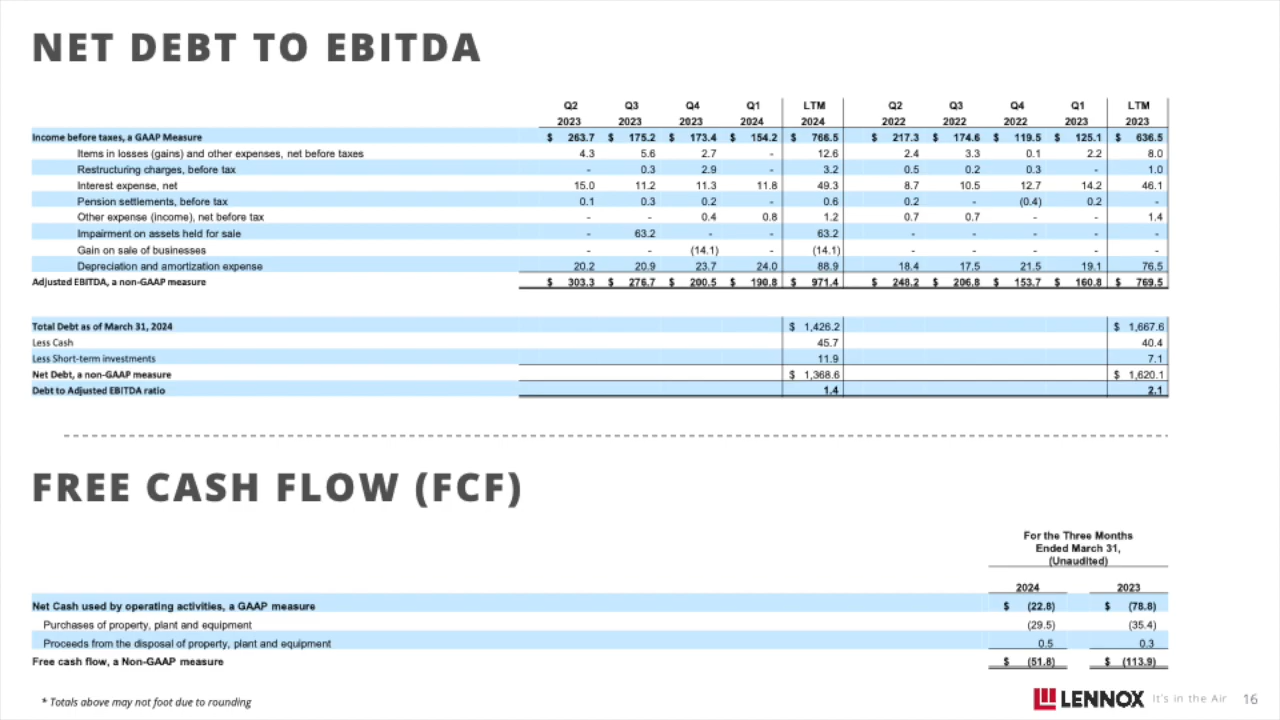 NET DEBT TO EBITDA
Q2 Q3 Q4 Q1 LTM Q2 Q3 Q4 Q1 LTM
2023 2023 2023 2024 2024 2022 2022 2022 2023 2023
Income before taxes, a GAAP Measure $ 263.7 $ 175.2 $ 173.4 $ 154.2 $ 766.5 $ 217.3 $ 174.6 $ 119.5 $ 125.1 $ 636.5
Items in losses (gains) and other expenses, net before taxes 4.3 5.6 2.7 - 12.6 2.4 3.3 0.1 2.2 8.0
Restructuring charges, before tax - 0.3 2.9 - 3.2 0.5 0.2 0.3 - 1.0
Interest expense, net 15.0 11.2 11.3 11.8 49.3 8.7 10.5 12.7 14.2 46.1
Pension settlements, before tax 0.1 0.3 0.2 - 0.6 0.2 - (0.4) 0.2 -
Other expense (income), net before tax - - 0.4 0.8 1.2 0.7 0.7 - - 1.4
Impairment on assets held for sale - 63.2 - - 63.2 - - - - -
Gain on sale of businesses - - (14.1) - (14.1) - - - - -
Depreciation and amortization expense 20.2 20.9 23.7 24.0 88.9 18.4 17.5 21.5 19.1 76.5
Adjusted EBITDA, a non-GAAP measure $ 303.3 $ 276.7 $ 200.5 $ 190.8 $ 971.4 $ 248.2 $ 206.8 $ 153.7 $ 160.8 $ 769.5
Total Debt as of March 31, 2024 $ 1,426.2 $ 1,667.6
Less Cash 45.7 40.4
Less Short-term investments 11.9 7.1
Net Debt, a non-GAAP measure $ 1,368.6 $ 1,620.1
Debt to Adjusted EBITDA ratio 1.4 2.1
FREE CASH FLOW (FCF)
For the Three Months
Ended March 31,
(Unaudited)
2024 2023
Net Cash used by operating activities, a GAAP measure $ (22.8) $ (78.8)
Purchases of property, plant and equipment (29.5) (35.4)
Proceeds from the disposal of property, plant and equipment 0.5 0.3
Free cash flow, a Non-GAAP measure $ (51.8) $ (113.9)
* Totals above may not foot due to rounding
LENNOX It's in the Air 16